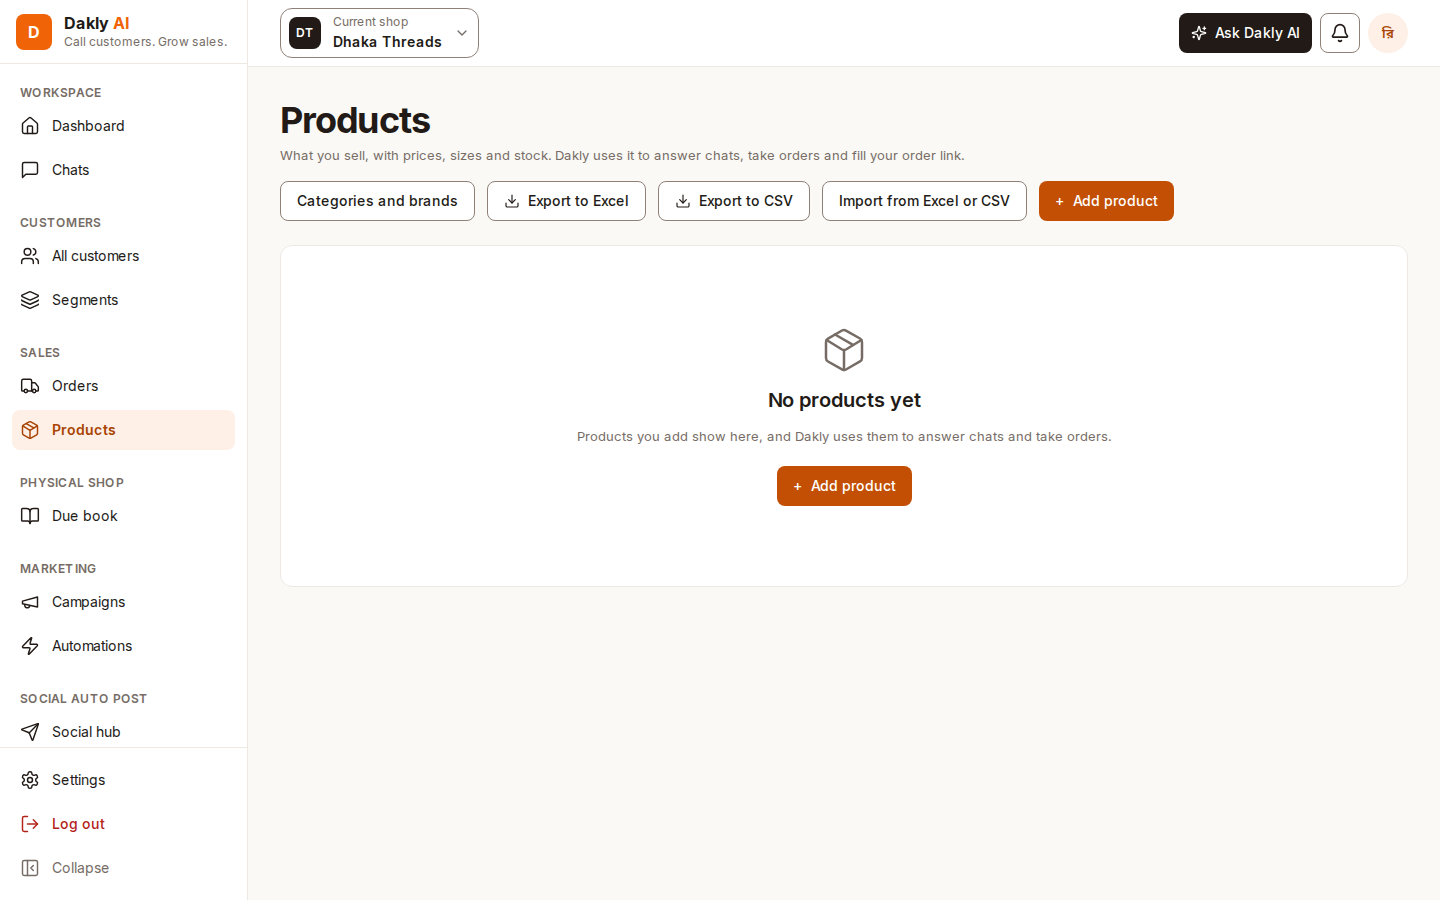 D
Dakly AI
Call customers. Grow sales.
WORKSPACE
Dashboard
Chats
CUSTOMERS
All customers
Segments
SALES
Orders
Products
PHYSICAL SHOP
Due book
MARKETING
Campaigns
Automations
SOCIAL AUTO POST
Social hub
Settings
Log out
Collapse
DT
Current shop
Dhaka Threads
Ask Dakly AI
রি
Products
What you sell, with prices, sizes and stock. Dakly uses it to answer chats, take orders and fill your order link.
Categories and brands
Export to Excel
Export to CSV
Import from Excel or CSV
+ Add product
No products yet
Products you add show here, and Dakly uses them to answer chats and take orders.
+ Add product